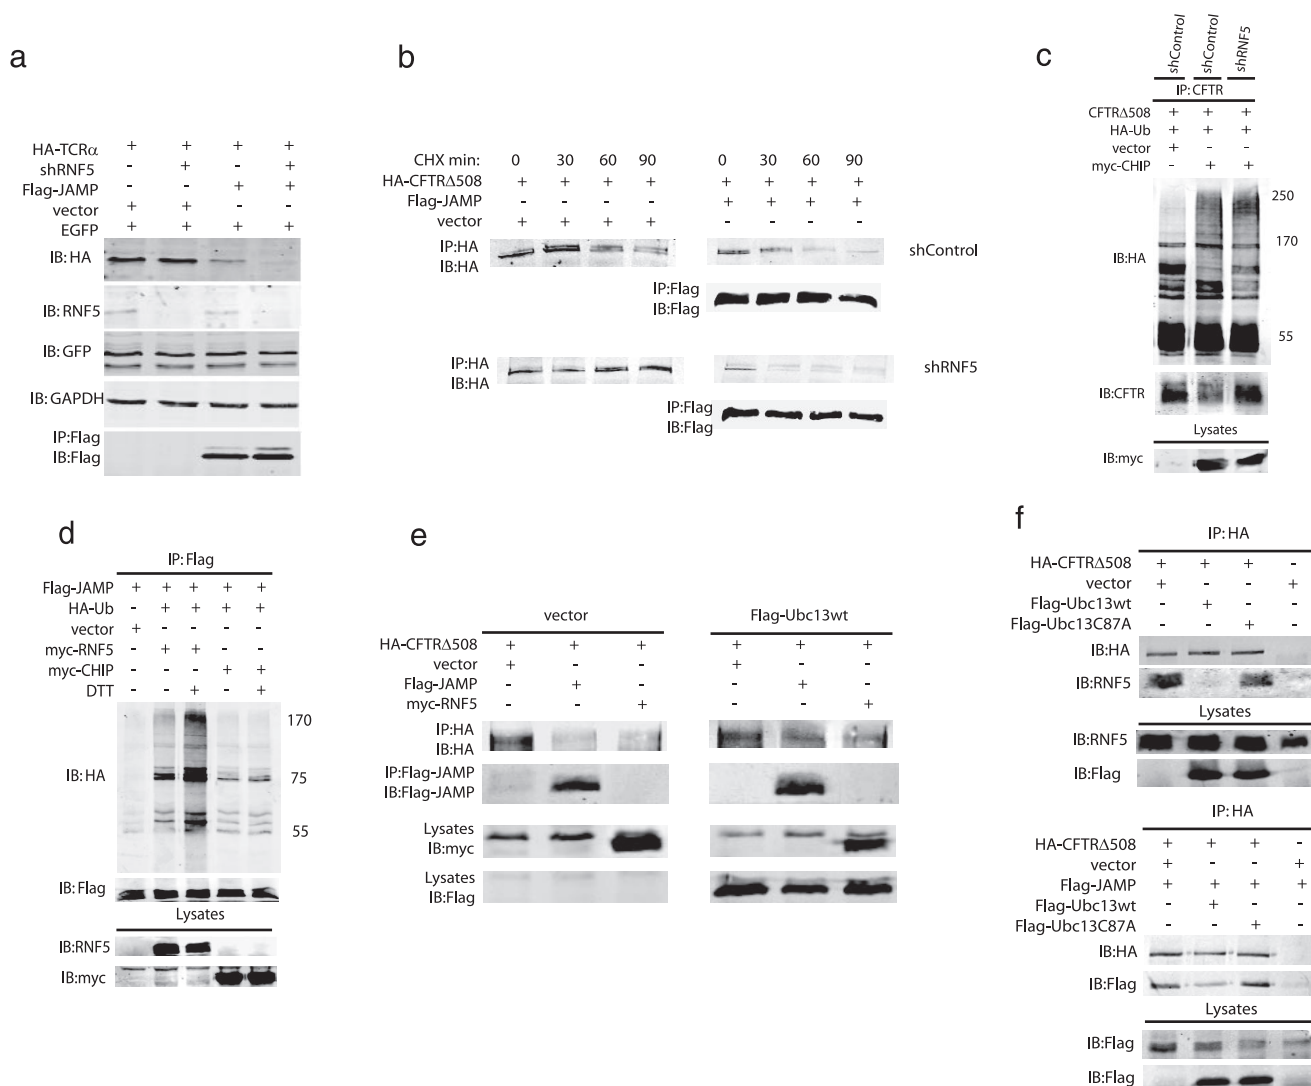 a
HA-TCRα + + + +
shRNF5 - + - +
Flag-JAMP - - + +
vector + + - -
EGFP + + + +
IB: HA
IB: RNF5
IB: GFP
IB: GAPDH
IP:Flag
IB:Flag
b
CHX min: 0 30 60 90 0 30 60 90
HA-CFTRΔ508 + + + + + + + +
Flag-JAMP - - - - + + + +
vector + + + + - - - -
IP:HA
IB:HA
shControl
IP:Flag
IB:Flag
IP:HA
IB:HA
shRNF5
IP:Flag
IB:Flag
c
shControl shControl shRNF5
IP: CFTR
CFTRΔ508 + + +
HA-Ub + + +
vector + - -
myc-CHIP - + +
250
170
IB:HA
55
IB:CFTR
Lysates
IB:myc
d
IP: Flag
Flag-JAMP + + + + +
HA-Ub - + + + +
vector + - - - -
myc-RNF5 - + + - -
myc-CHIP - - - + +
DTT - - + - +
170
IB: HA 75
55
IB: Flag
Lysates
IB:RNF5
IB:myc
e
vector Flag-Ubc13wt
HA-CFTRΔ508 + + + + + +
vector + - - + - -
Flag-JAMP - + - - + -
myc-RNF5 - - + - - +
IP:HA
IB:HA
IP:Flag-JAMP
IB:Flag-JAMP
Lysates
IB:myc
Lysates
IB:Flag
f
IP: HA
HA-CFTRΔ508 + + + -
vector + - - +
Flag-Ubc13wt - + - -
Flag-Ubc13C87A - - + -
IB:HA
IB:RNF5
Lysates
IB:RNF5
IB:Flag
IP: HA
HA-CFTRΔ508 + + + -
vector + - - +
Flag-JAMP + + + +
Flag-Ubc13wt - + - -
Flag-Ubc13C87A - - + -
IB:HA
IB:Flag
Lysates
IB:Flag
IB:Flag